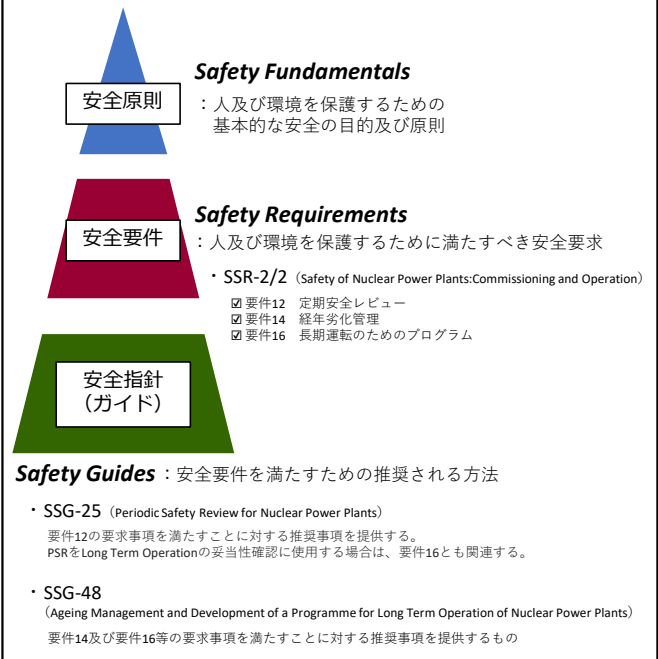 安全原則
Safety Fundamentals
：人及び環境を保護するための
基本的な安全の目的及び原則
安全要件
Safety Requirements
：人及び環境を保護するために満たすべき安全要求
・SSR-2/2（Safety of Nuclear Power Plants:Commissioning and Operation）
☑要件12　定期安全レビュー
☑要件14　経年劣化管理
☑要件16　長期運転のためのプログラム
安全指針
（ガイド）
Safety Guides：安全要件を満たすための推奨される方法
・SSG-25（Periodic Safety Review for Nuclear Power Plants）
要件12の要求事項を満たすことに対する推奨事項を提供する。
PSRをLong Term Operationの妥当性確認に使用する場合は、要件16とも関連する。
・SSG-48
（Ageing Management and Development of a Programme for Long Term Operation of Nuclear Power Plants）
要件14及び要件16等の要求事項を満たすことに対する推奨事項を提供するもの